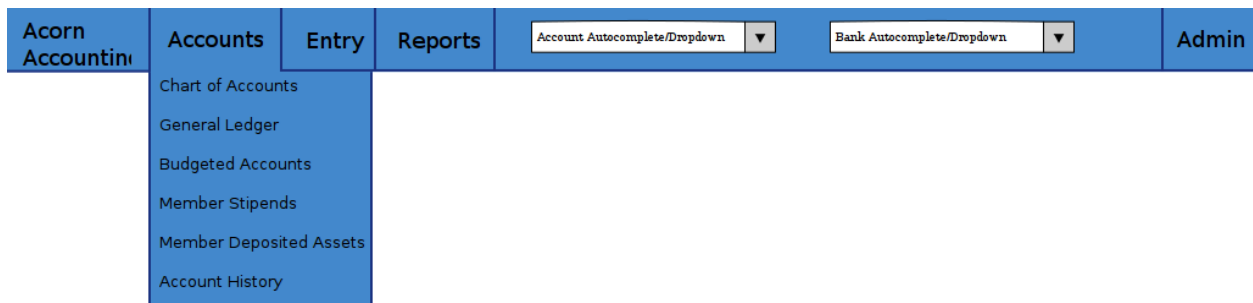 Acorn
Accounting
Accounts
Entry
Reports
Account Autocomplete/Dropdown
Bank Autocomplete/Dropdown
Admin
Chart of Accounts
General Ledger
Budgeted Accounts
Member Stipends
Member Deposited Assets
Account History